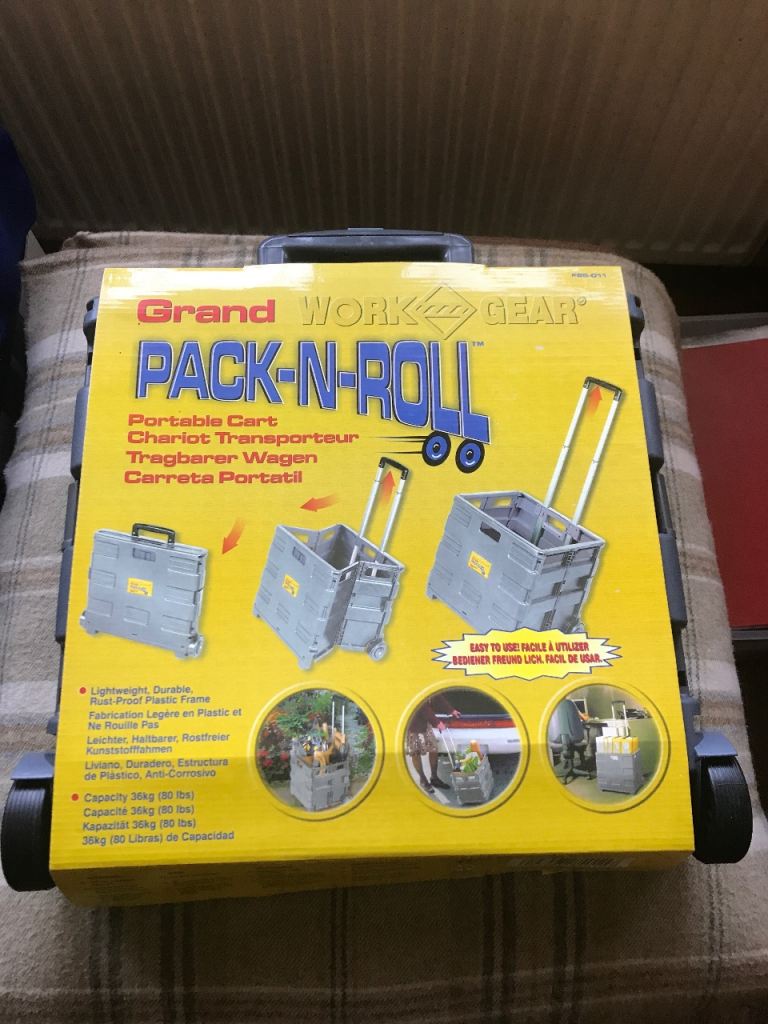 P85-011
Grand WORK GEAR®
PACK-N-ROLL™
Portable Cart
Chariot Transporteur
Tragbarer Wagen
Carreta Portatil
EASY TO USE! FACILE À UTILIZER
BEDIENER FREUND LICH. FACIL DE USAR.
• Lightweight, Durable,
Rust-Proof Plastic Frame
Fabrication Legère en Plastic et
Ne Rouille Pas
Leichter, Haltbarer, Rostfreier
Kunststofffahmen
Liviano, Duradero, Estructura
de Plástico, Anti-Corrosivo
• Capacity 36kg (80 lbs)
Capacité 36kg (80 lbs)
Kapazität 36kg (80 lbs)
36kg (80 Libras) de Capacidad